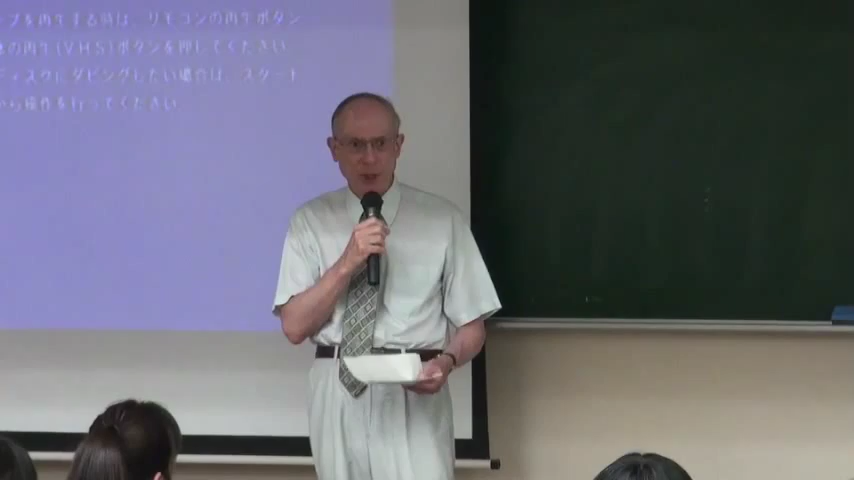 プを再生する時は、リモコンの再生ボタン
の再生(VHS)ボタンを押してください
ディスクにダビングしたい場合は、スタート
から操作を行ってください